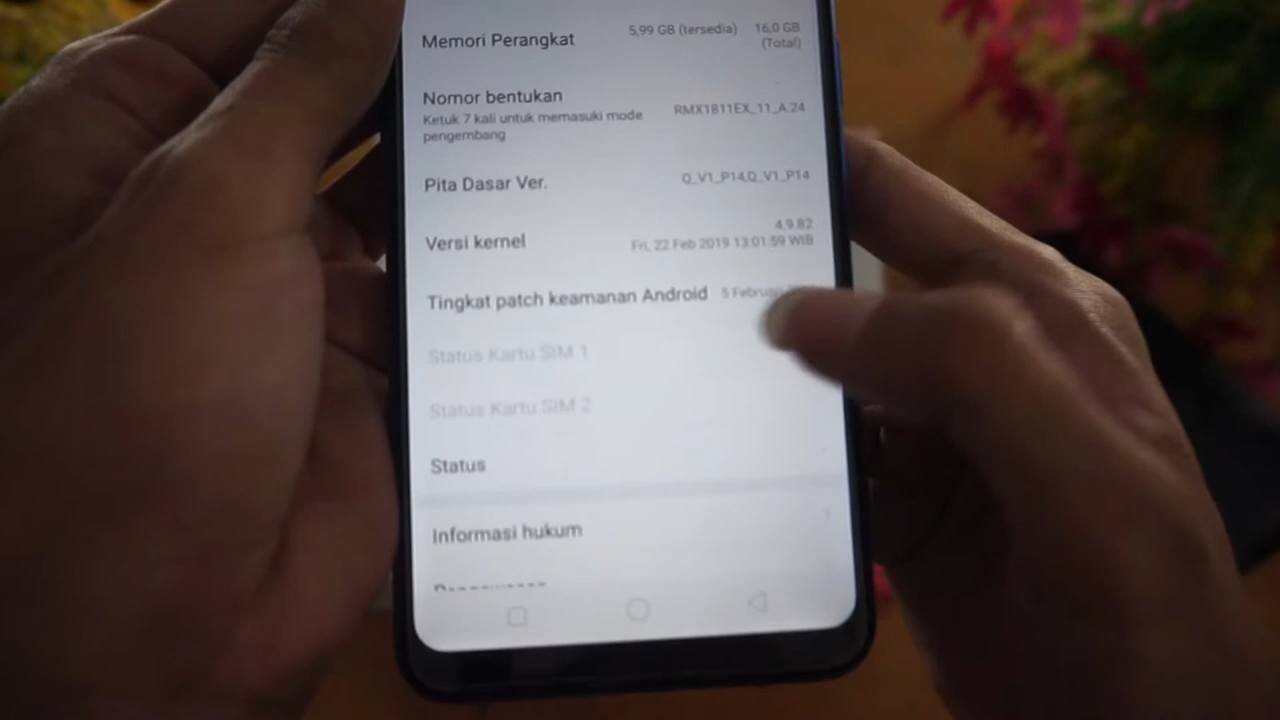 Memori Perangkat
5,99 GB (tersedia)
16,0 GB
(Total)
Nomor bentukan
Ketuk 7 kali untuk memasuki mode
pengembang
RMX1811EX_11_A.24
Pita Dasar Ver.
Q_V1_P14,Q_V1_P14
Versi kernel
4.9.82
Fri, 22 Feb 2019 13:01:59 WIB
Tingkat patch keamanan Android
5
Status Kartu SIM 1
Status Kartu SIM 2
Status
Informasi hukum